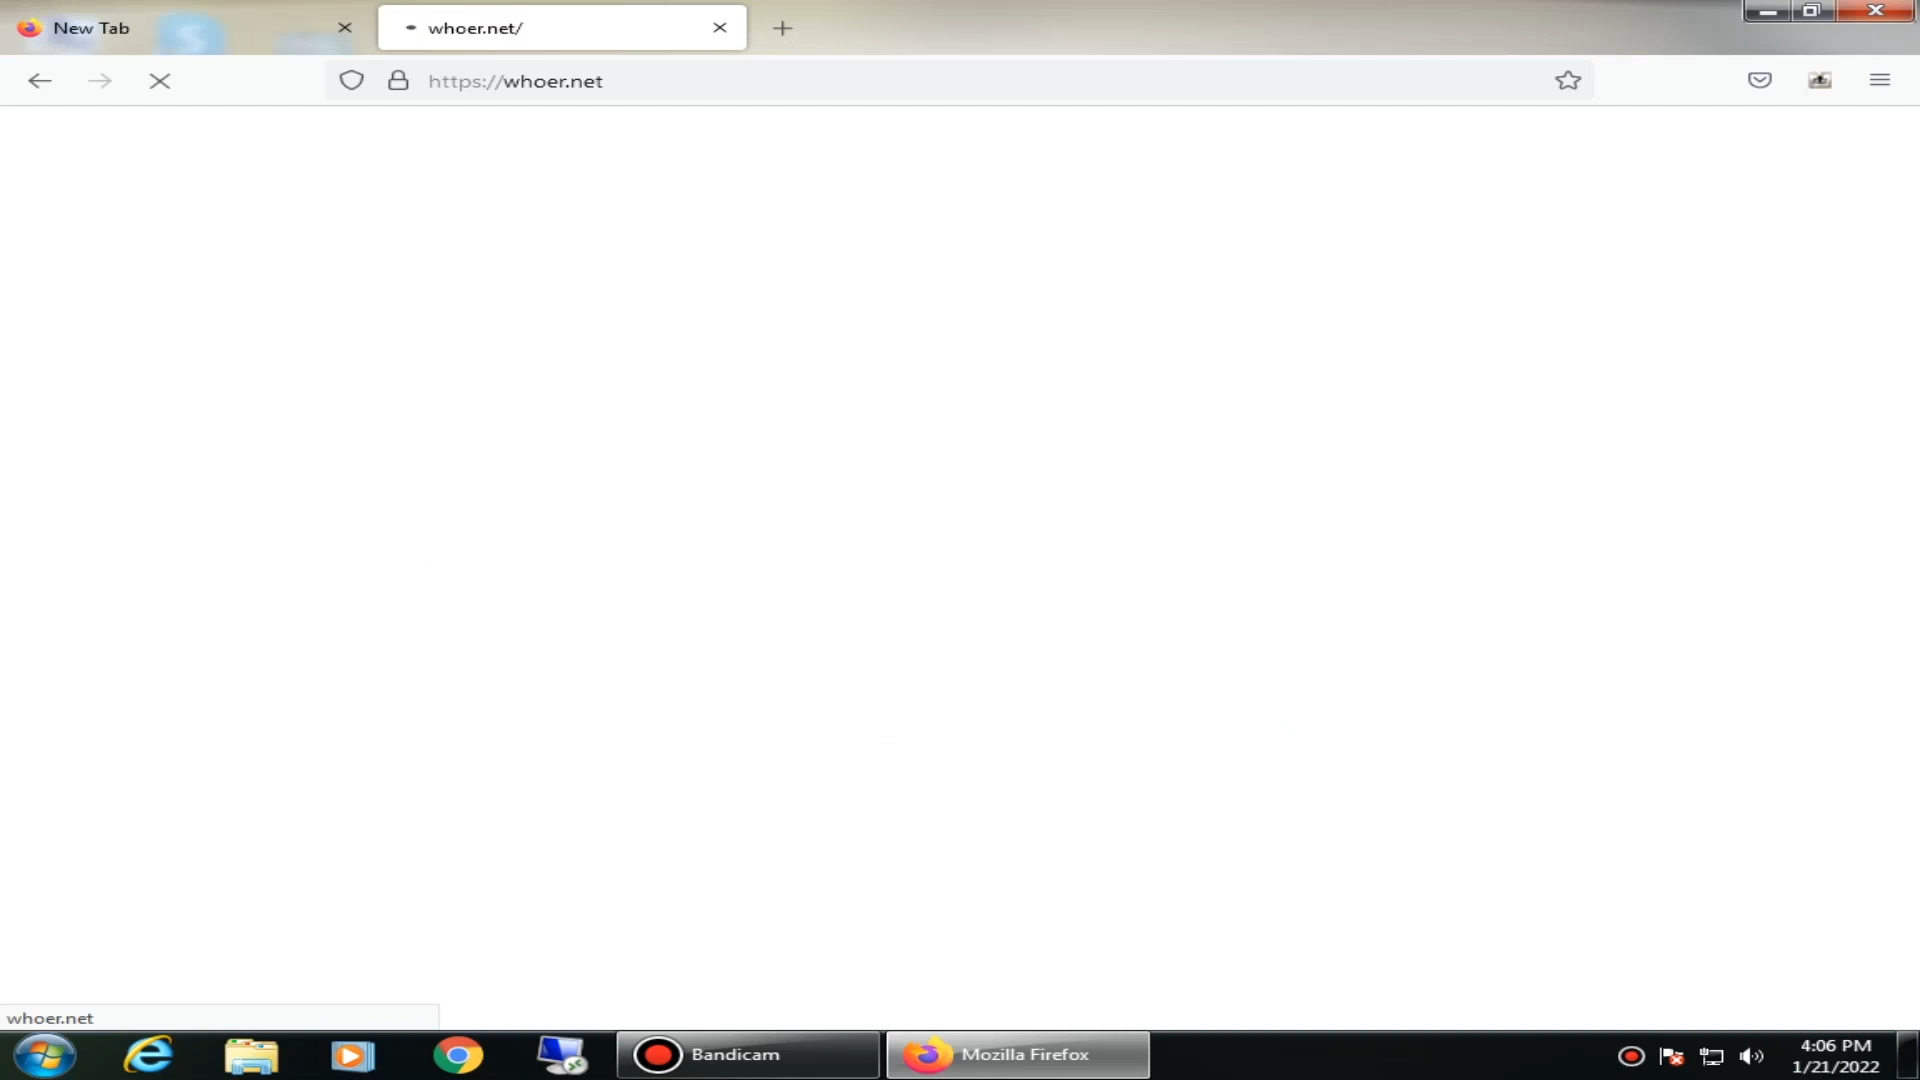 New Tab
whoer.net/
https://whoer.net
whoer.net
Bandicam
Mozilla Firefox
4:06 PM
1/21/2022